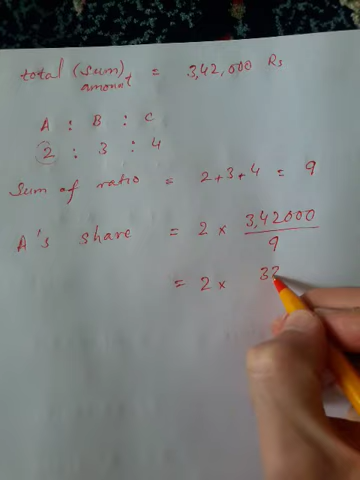 total (sum) amount = 3,42,000 Rs
A : B : C
2 : 3 : 4
Sum of ratio = 2+3+4 = 9
A's share = 2 × 3,42000
9
= 2 × 32